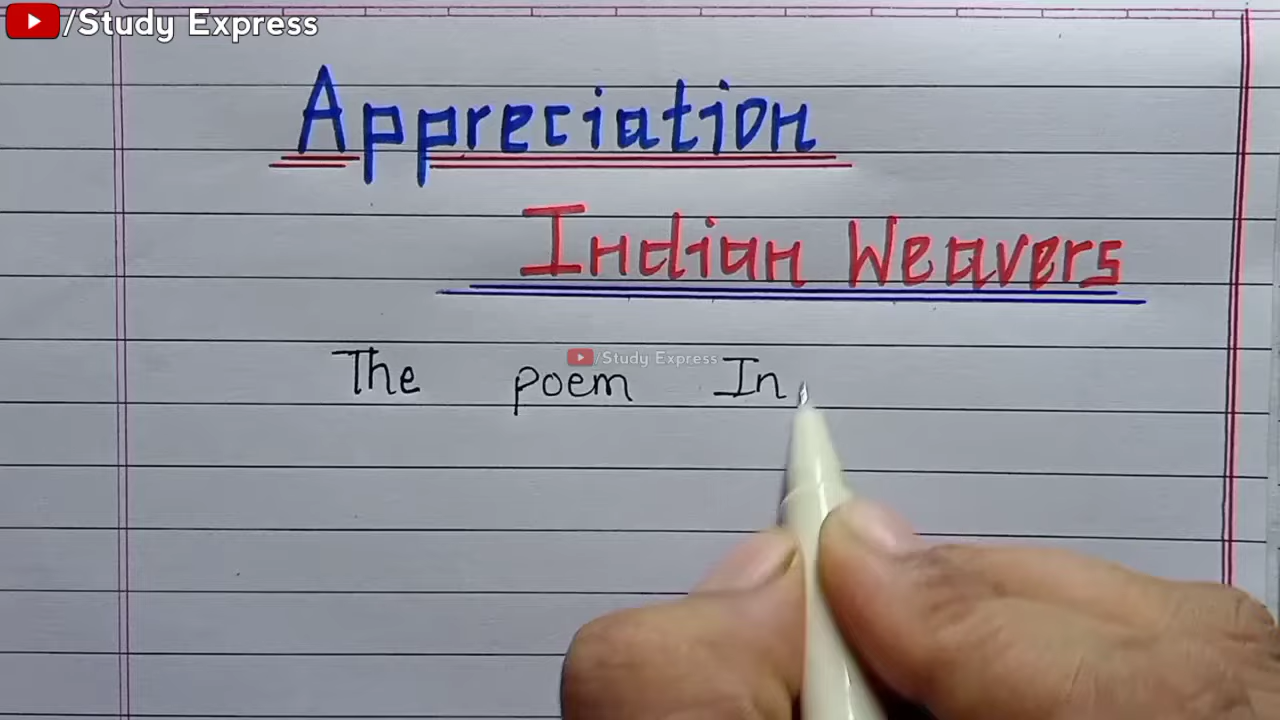 /Study Express
Appreciation
Indian Weavers
/Study Express
The poem In